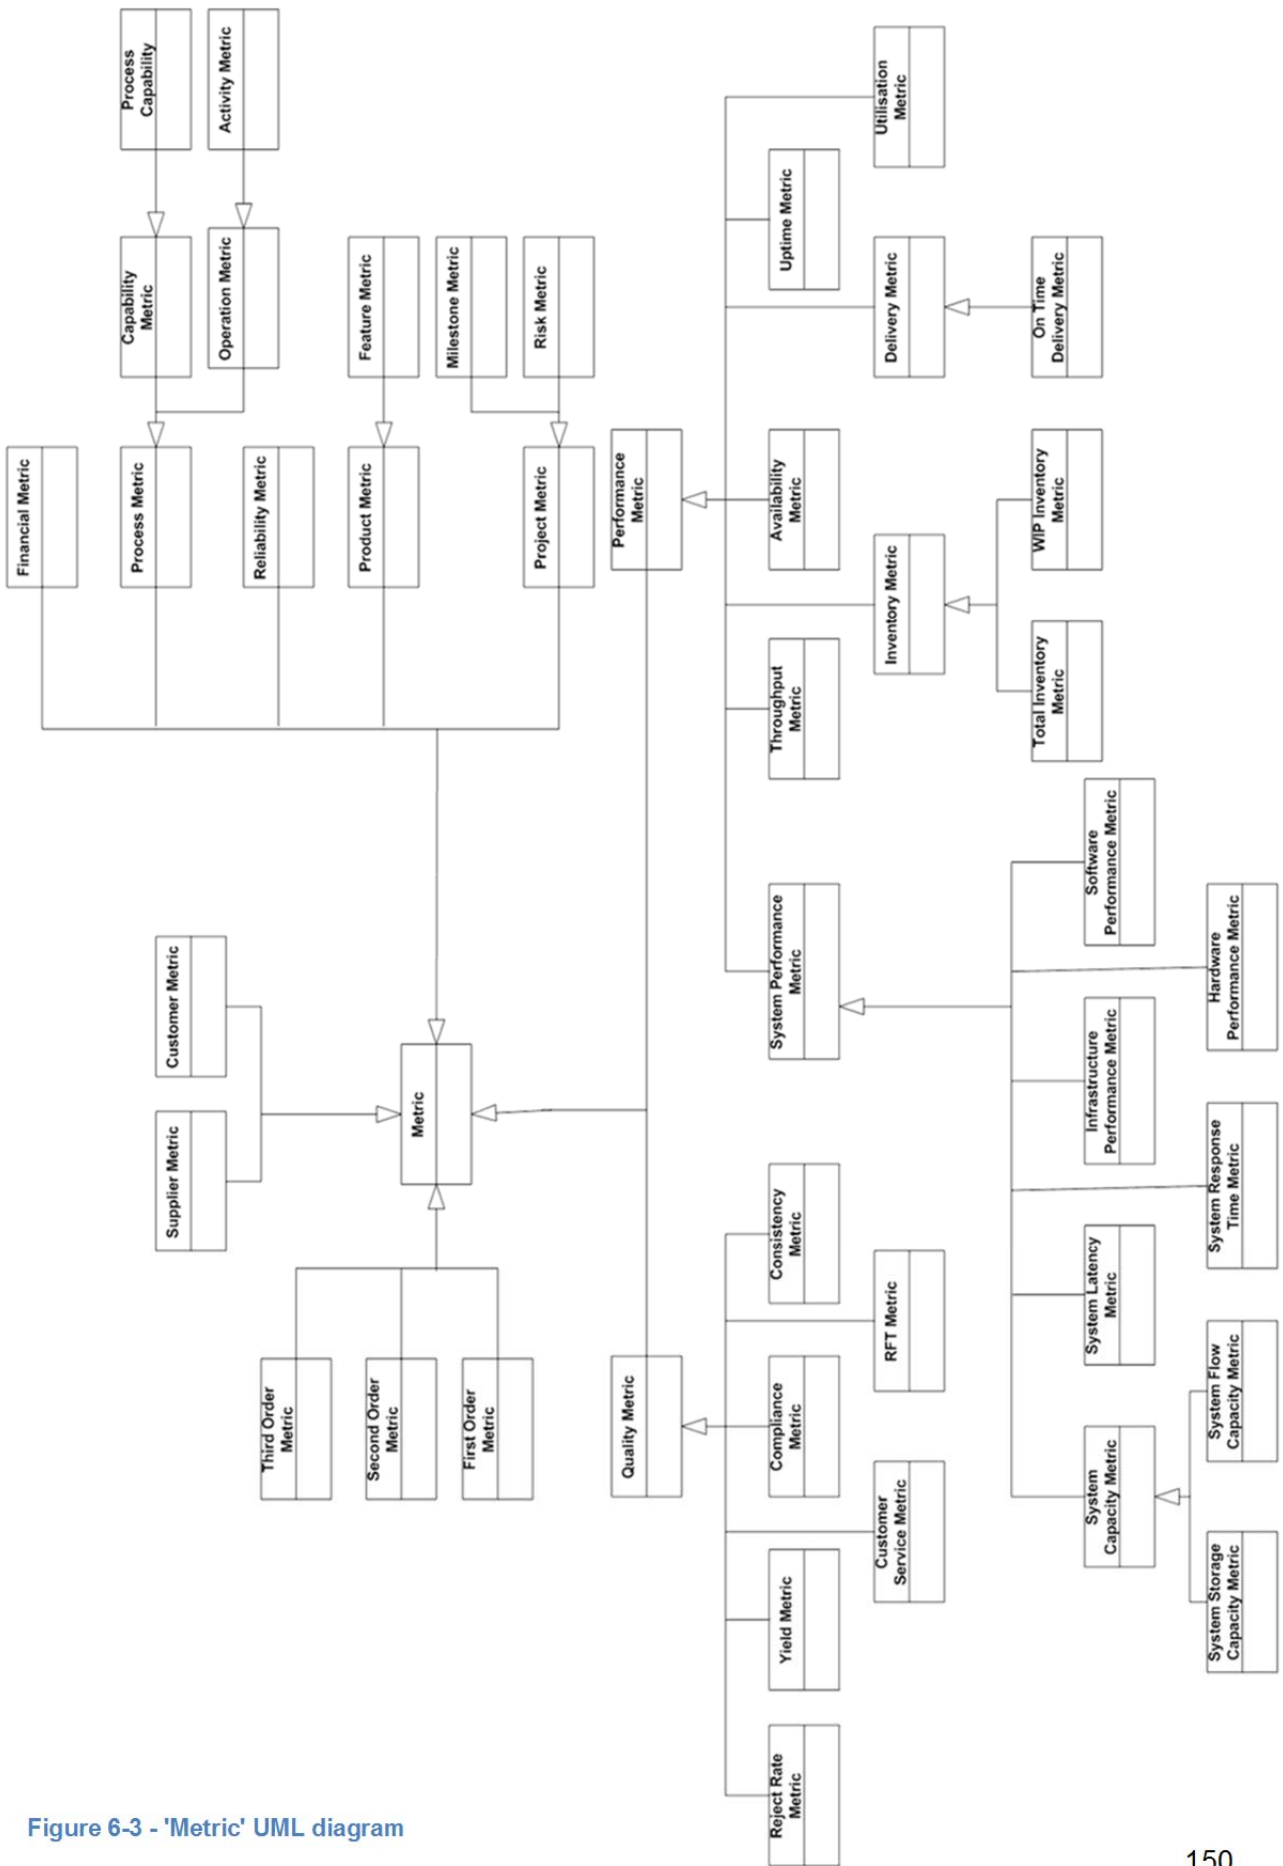 Financial Metric
Process Metric
Capability
Metric
Process
Capability
Supplier Metric
Customer Metric
Operation Metric
Activity Metric
Third Order
Metric
Reliability Metric
Second Order
Metric
Product Metric
Feature Metric
Metric
First Order
Metric
Milestone Metric
Project Metric
Risk Metric
Quality Metric
Performance
Metric
Reject Rate
Metric
Yield Metric
Compliance
Metric
Consistency
Metric
System Performance
Metric
Throughput
Metric
Availability
Metric
Uptime Metric
Customer
Service Metric
RFT Metric
Inventory Metric
Delivery Metric
Utilisation
Metric
Total Inventory
Metric
WIP Inventory
Metric
On Time
Delivery Metric
System
Capacity Metric
System Latency
Metric
Infrastructure
Performance Metric
Software
Performance Metric
System Storage
Capacity Metric
System Flow
Capacity Metric
System Response
Time Metric
Hardware
Performance Metric
Figure 6-3 - 'Metric' UML diagram
150